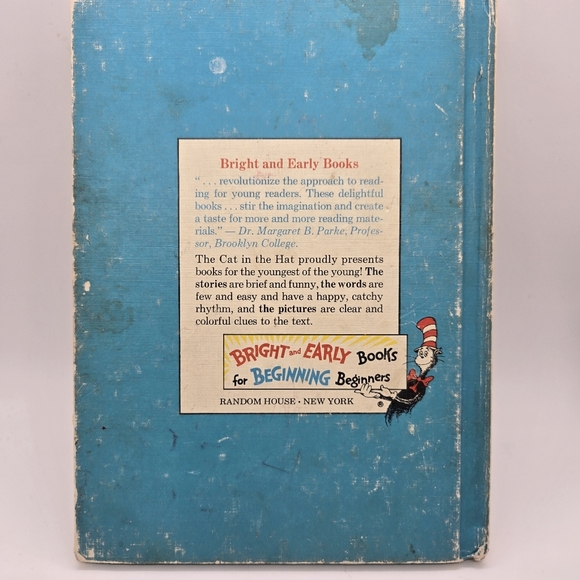 Bright and Early Books
“ . . . revolutionize the approach to read-
ing for young readers. These delightful
books . . . stir the imagination and create
a taste for more and more reading mate-
rials.” — Dr. Margaret B. Parke, Profes-
sor, Brooklyn College.
The Cat in the Hat proudly presents
books for the youngest of the young! The
stories are brief and funny, the words are
few and easy and have a happy, catchy
rhythm, and the pictures are clear and
colorful clues to the text.
BRIGHT and EARLY Books
for BEGINNING Beginners
®
RANDOM HOUSE · NEW YORK